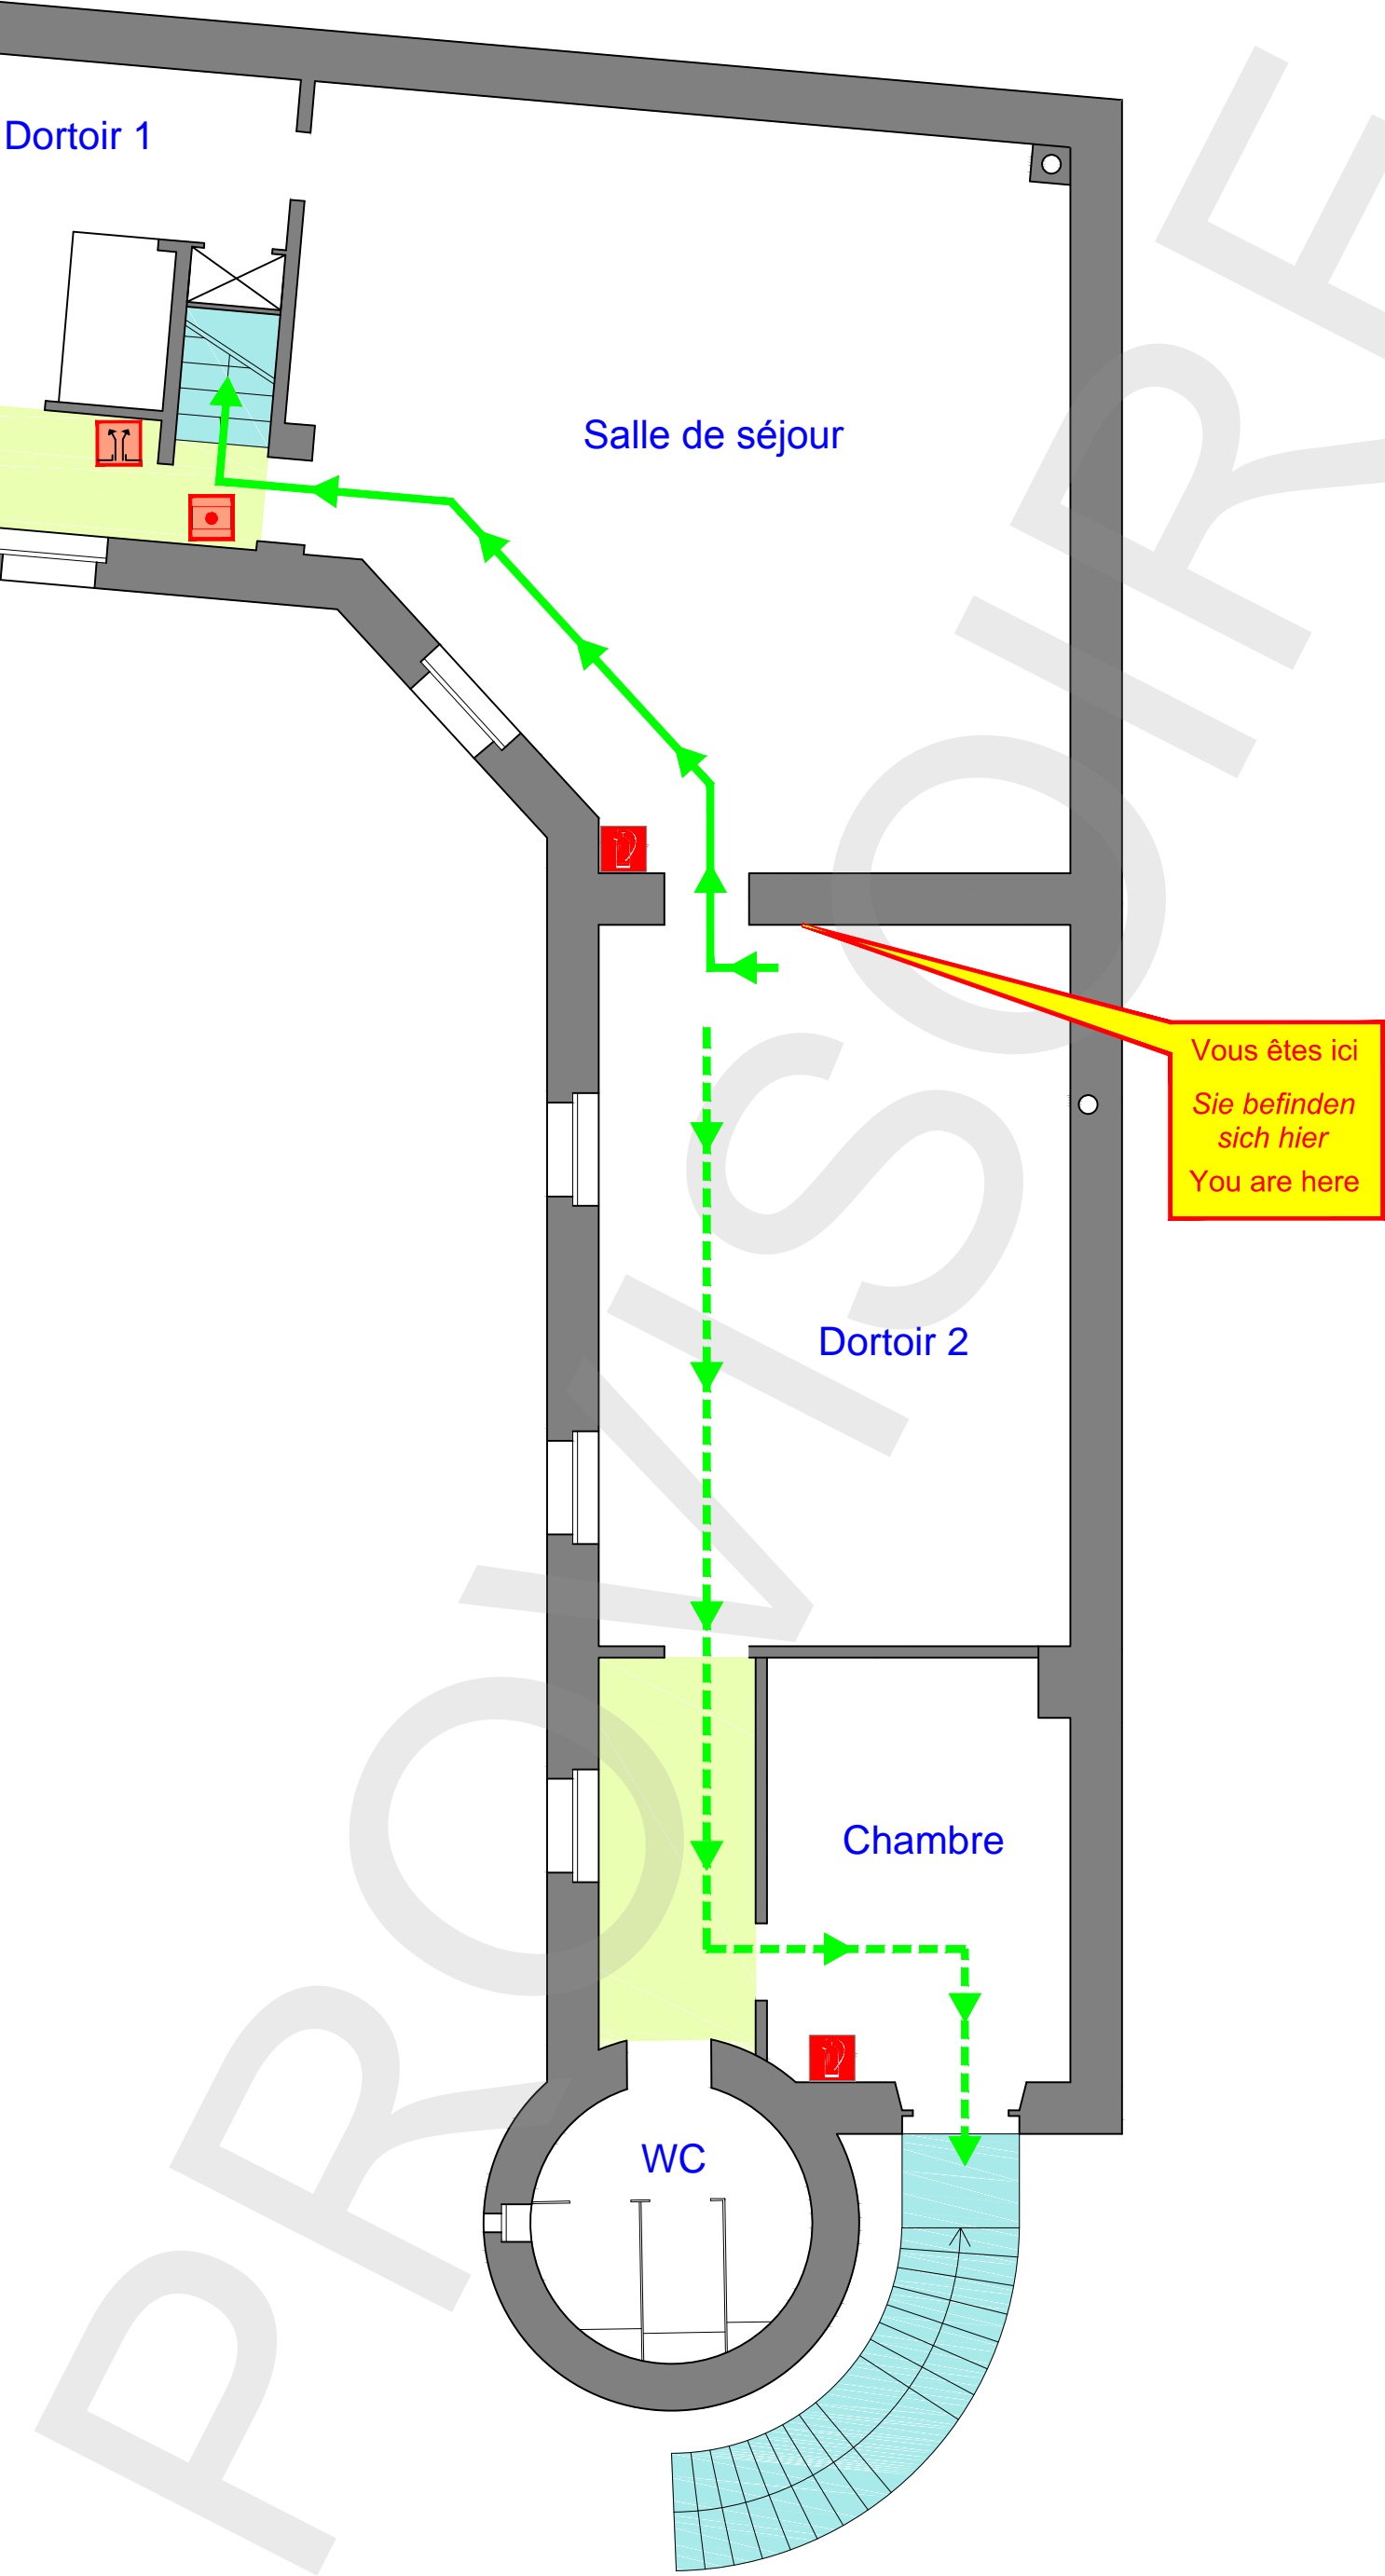 Dortoir 1
Salle de séjour
Vous êtes ici
Sie befinden
sich hier
You are here
Dortoir 2
Chambre
WC
PROVISOIRE